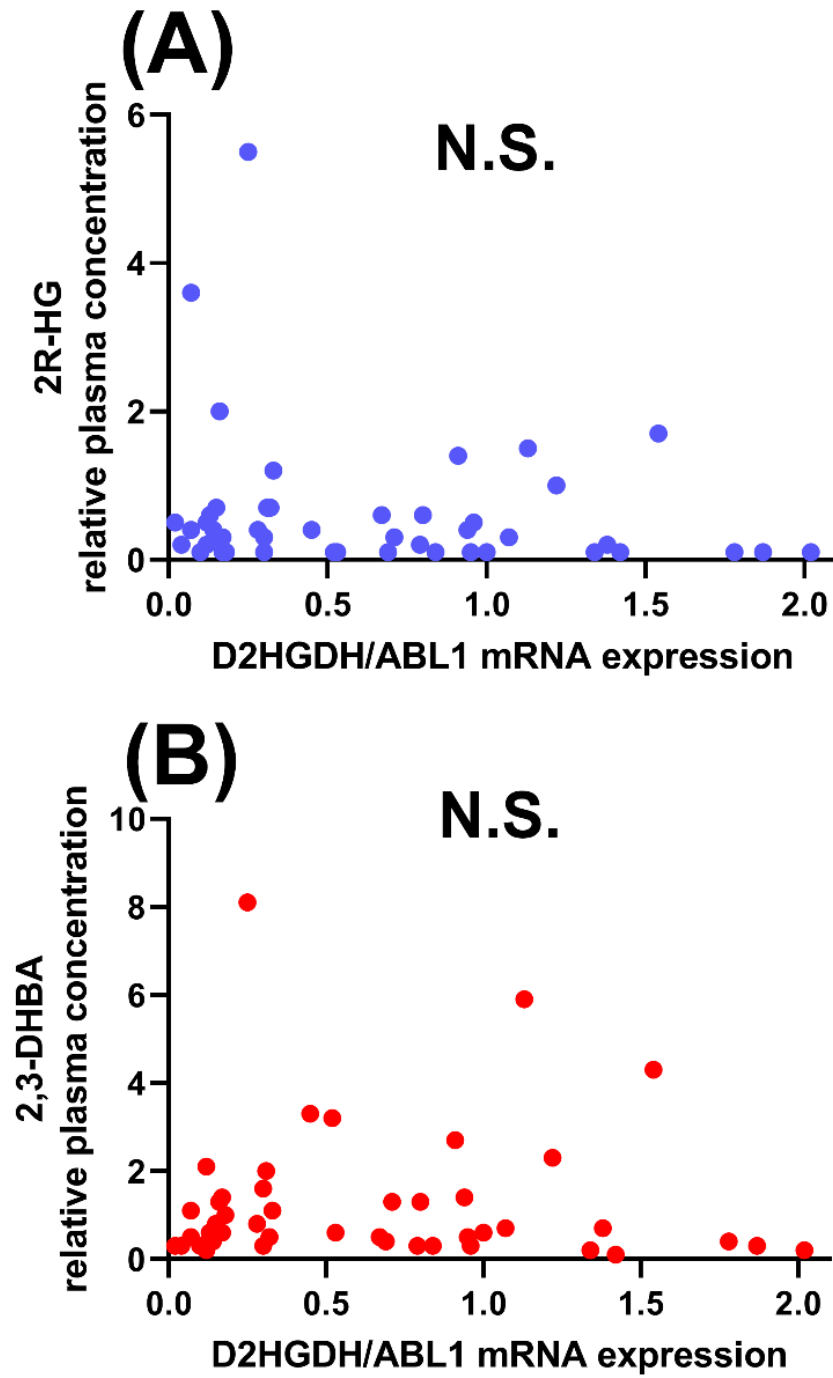 (A)
N.S.
2R-HG
relative plasma concentration
6
4
2
0
0.0 0.5 1.0 1.5 2.0
D2HGDH/ABL1 mRNA expression
(B)
N.S.
2,3-DHBA
relative plasma concentration
10
8
6
4
2
0
0.0 0.5 1.0 1.5 2.0
D2HGDH/ABL1 mRNA expression